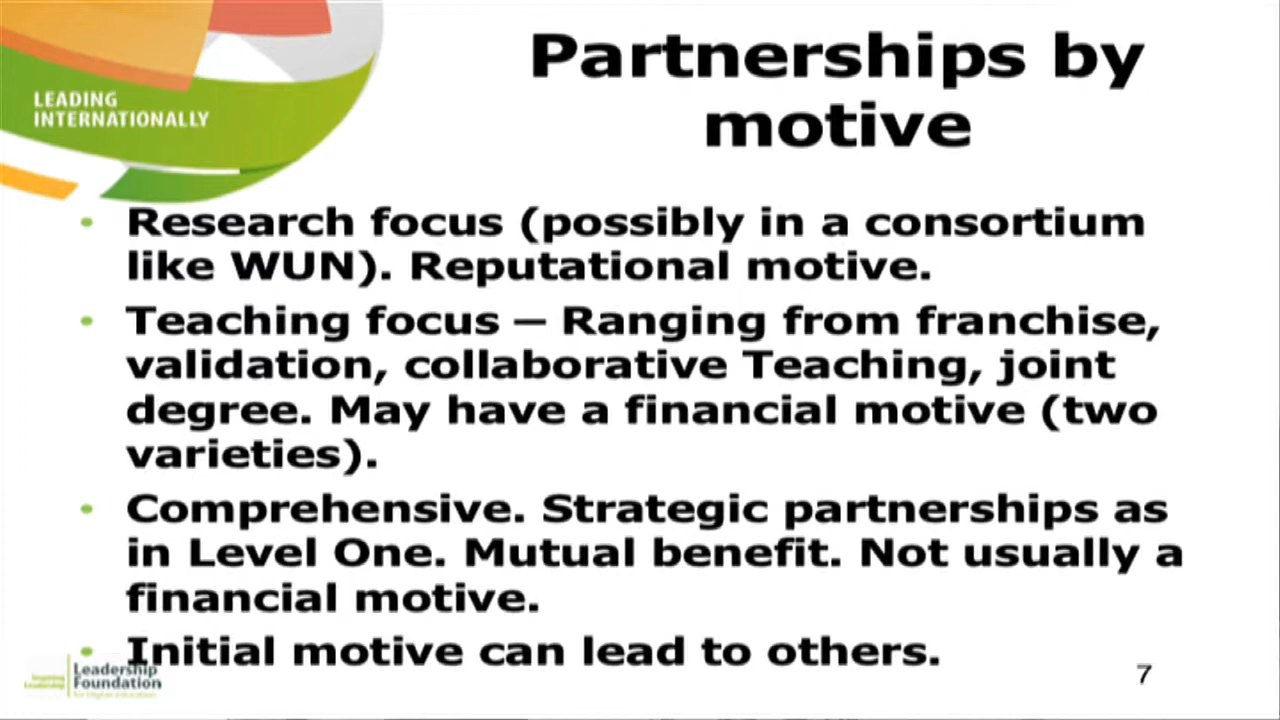 LEADING
INTERNATIONALLY
Partnerships by
motive
• Research focus (possibly in a consortium
like WUN). Reputational motive.
• Teaching focus – Ranging from franchise,
validation, collaborative Teaching, joint
degree. May have a financial motive (two
varieties).
• Comprehensive. Strategic partnerships as
in Level One. Mutual benefit. Not usually a
financial motive.
• Initial motive can lead to others.
Inspiring
Leadership
Leadership
Foundation
for Higher Education
7